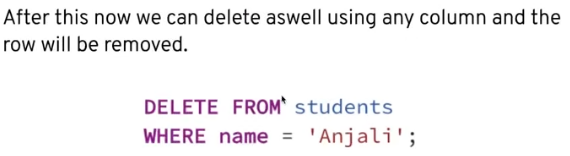 After this now we can delete aswell using any column and the
row will be removed.
DELETE FROM students
WHERE name = 'Anjali';